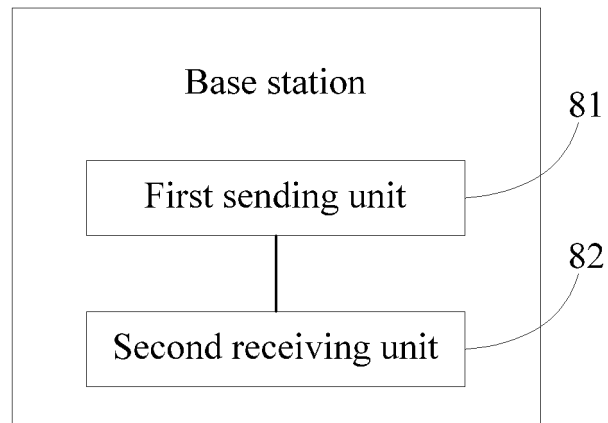 Base station
81
First sending unit
82
Second receiving unit